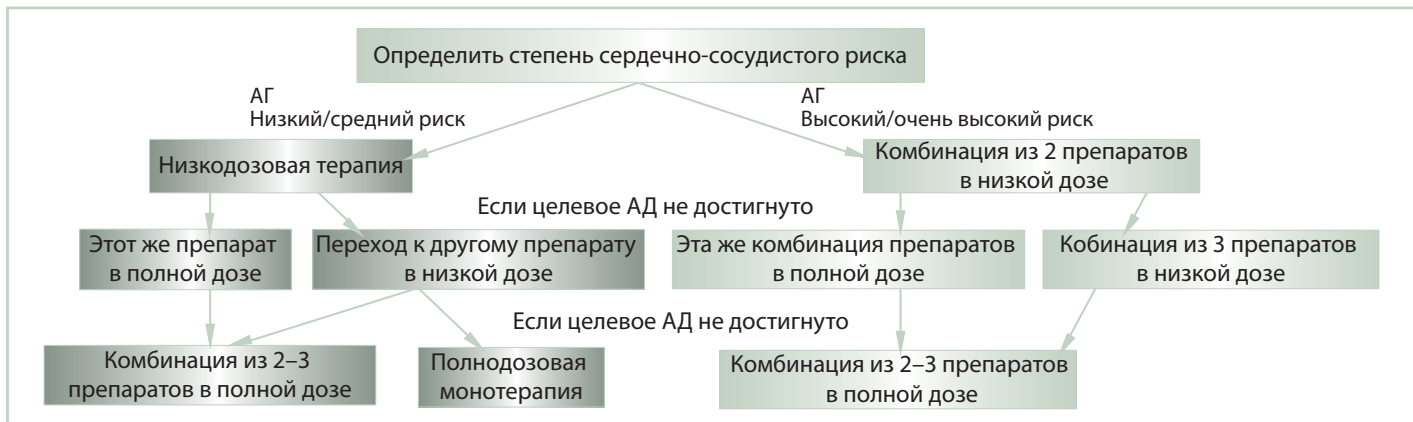 Определить степень сердечно-сосудистого риска
АГ
Низкий/средний риск
АГ
Высокий/очень высокий риск
Низкодозовая терапия
Комбинация из 2 препаратов
в низкой дозе
Если целевое АД не достигнуто
Этот же препарат
в полной дозе
Переход к другому препарату
в низкой дозе
Эта же комбинация препаратов
в полной дозе
Кобинация из 3 препаратов
в низкой дозе
Если целевое АД не достигнуто
Комбинация из 2–3
препаратов в полной дозе
Полнодозовая
монотерапия
Комбинация из 2–3 препаратов
в полной дозе